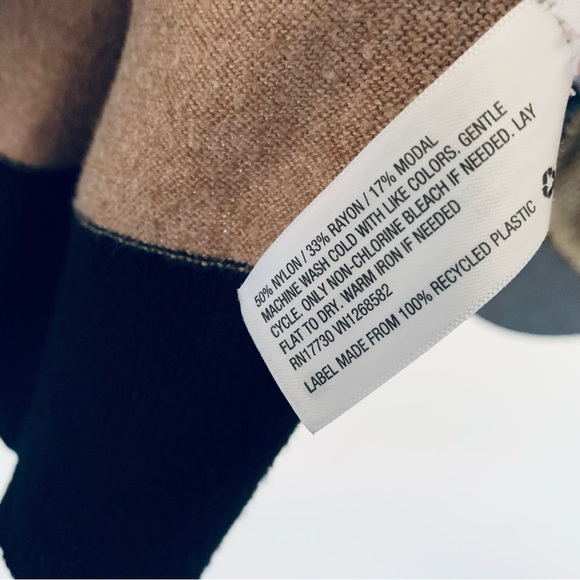 50% NYLON / 33% RAYON / 17% MODAL
MACHINE WASH COLD WITH LIKE COLORS. GENTLE
CYCLE. ONLY NON-CHLORINE BLEACH IF NEEDED. LAY
FLAT TO DRY. WARM IRON IF NEEDED
RN17730 VN1268582
LABEL MADE FROM 100% RECYCLED PLASTIC